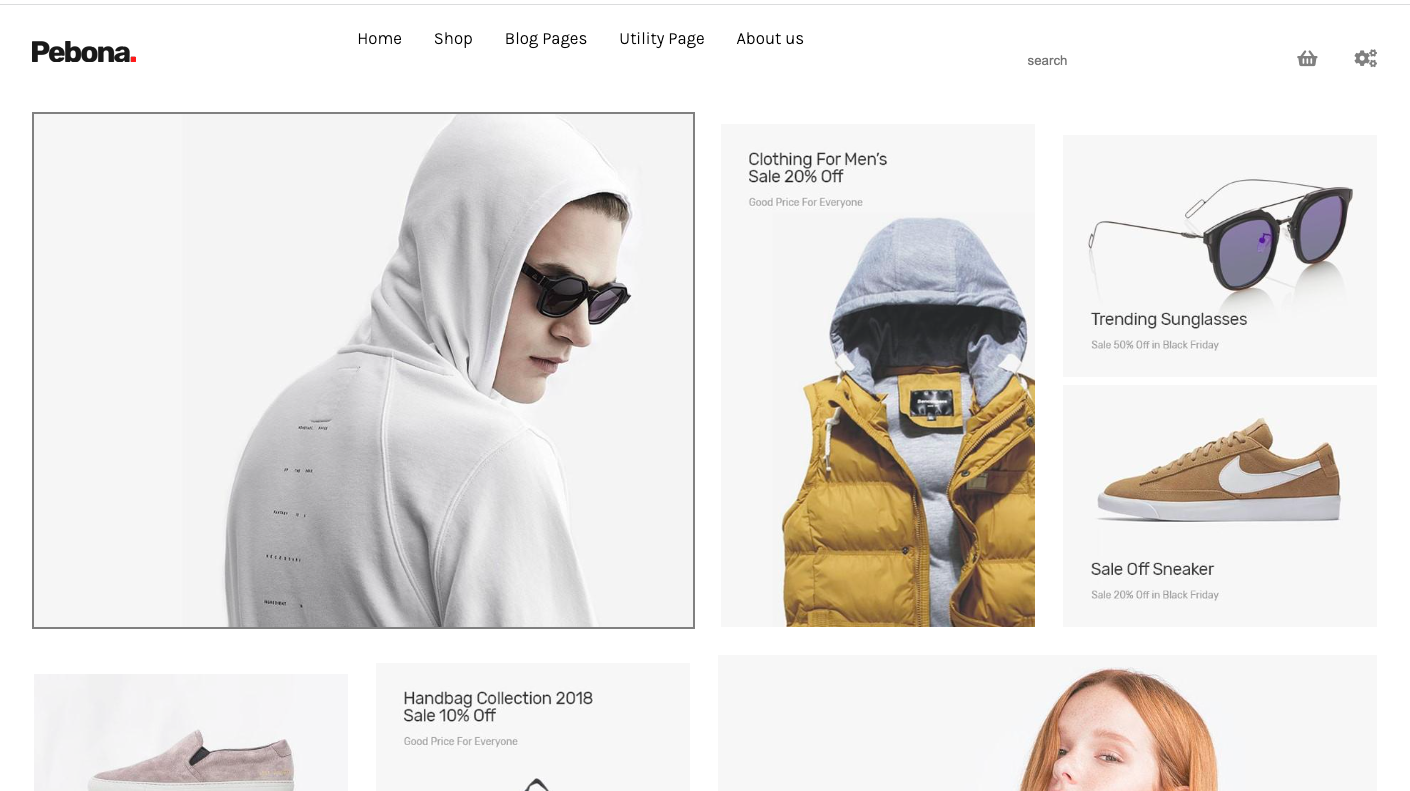 Pebona.
Home
Shop
Blog Pages
Utility Page
About us
search
Clothing For Men's
Sale 20% Off
Good Price For Everyone
Trending Sunglasses
Sale 50% Off in Black Friday
Sale Off Sneaker
Sale 20% Off in Black Friday
Handbag Collection 2018
Sale 10% Off
Good Price For Everyone